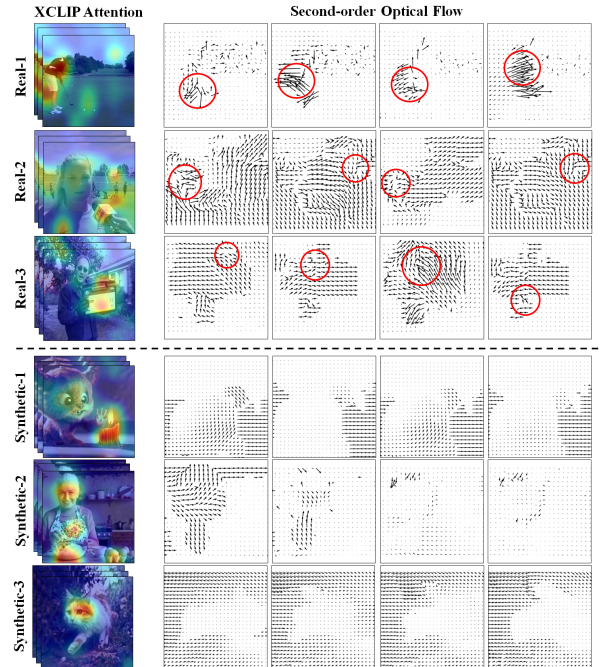 XCLIP Attention
Second-order Optical Flow
Real-1
Real-2
Real-3
Synthetic-1
Synthetic-2
Synthetic-3